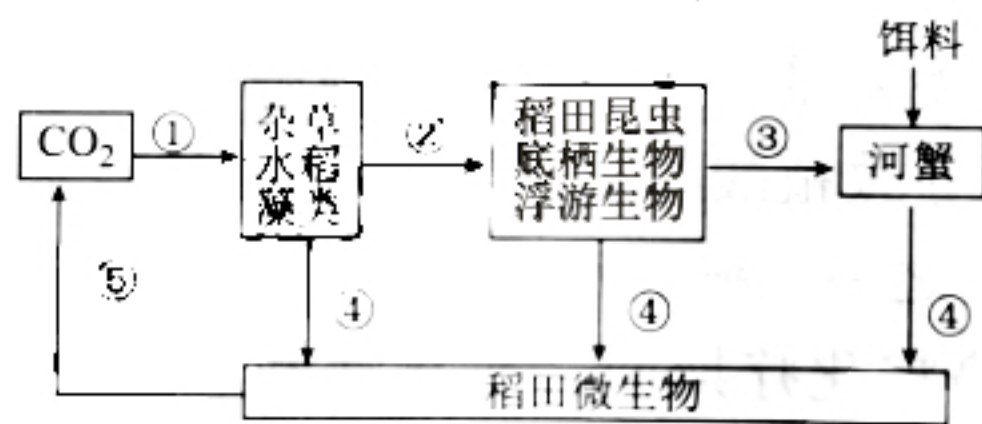 饵料
CO₂
①
杂草
水稻
藻类
②
稻田昆虫
底栖生物
浮游生物
③
河蟹
⑤
④
④
④
稻田微生物